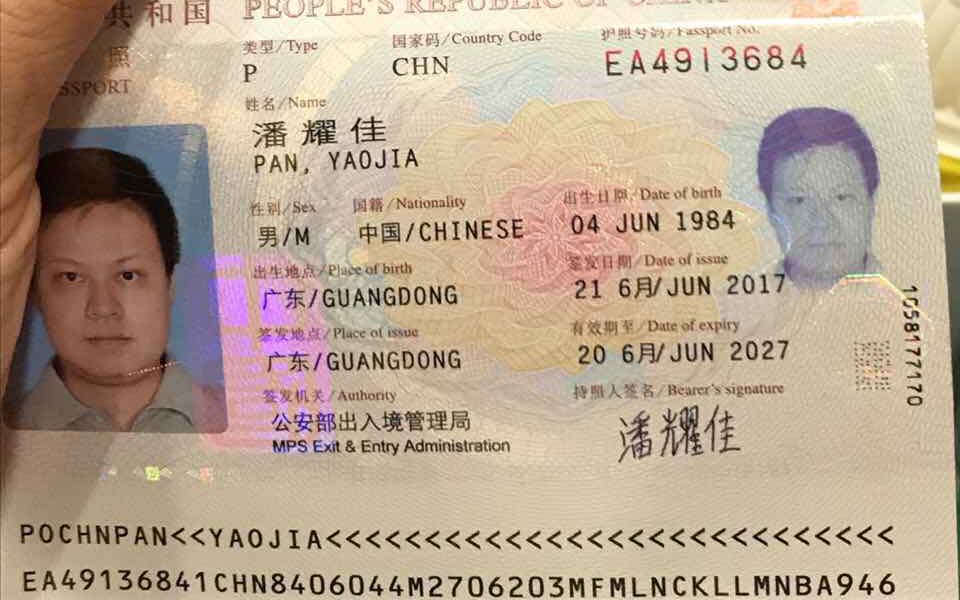 共和国 PEOPLE'S REPUBLIC OF CHINA
照
SSPORT
类型/Type
国家码/Country Code
护照号码/Passport No.
P
CHN
EA4913684
姓名/Name
潘耀佳
PAN, YAOJIA
性别/Sex
国籍/Nationality
出生日期/Date of birth
男/M
中国/CHINESE
04 JUN 1984
出生地点/Place of birth
签发日期/Date of issue
广东/GUANGDONG
21 6月/JUN 2017
签发地点/Place of issue
有效期至/Date of expiry
广东/GUANGDONG
20 6月/JUN 2027
签发机关/Authority
持照人签名/Bearer's signature
公安部出入境管理局
MPS Exit & Entry Administration
潘耀佳
1058177170
POCHNPAN<<YAOJIA<<<<<<<<<<<<<<<<<<<<<<<<<<<<
EA49136841CHN8406044M2706203MFMLNCKLLMNBA946